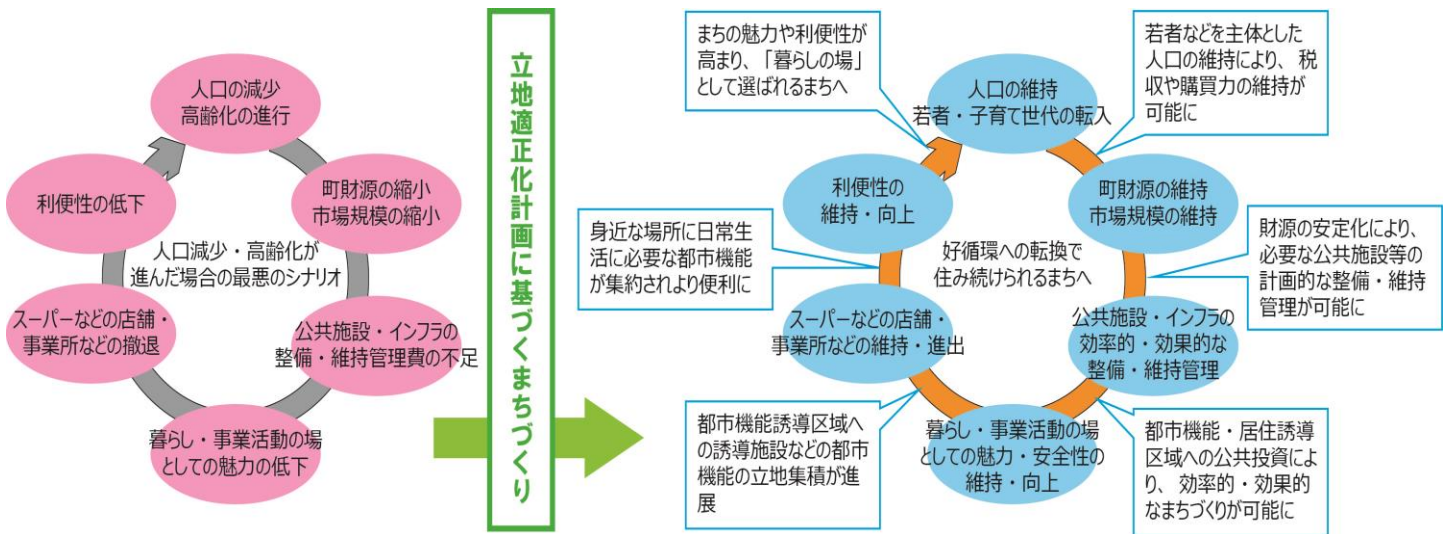 人口の減少
高齢化の進行
町財源の縮小
市場規模の縮小
公共施設・インフラの
整備・維持管理費の不足
暮らし・事業活動の場
としての魅力の低下
スーパーなどの店舗・
事業所などの撤退
利便性の低下
人口減少・高齢化が
進んだ場合の最悪のシナリオ
立地適正化計画に基づくまちづくり
まちの魅力や利便性が
高まり、「暮らしの場」
として選ばれるまちへ
人口の維持
若者・子育て世代の転入
若者などを主体とした
人口の維持により、税
収や購買力の維持が
可能に
町財源の維持
市場規模の維持
財源の安定化により、
必要な公共施設等の
計画的な整備・維持
管理が可能に
公共施設・インフラの
効率的・効果的な
整備・維持管理
都市機能・居住誘導
区域への公共投資によ
り、効率的・効果的
なまちづくりが可能に
暮らし・事業活動の場
としての魅力・安全性の
維持・向上
都市機能誘導区域へ
の誘導施設などの都市
機能の立地集積が進
展
スーパーなどの店舗・
事業所などの維持・進出
身近な場所に日常生
活に必要な都市機能
が集約されより便利に
利便性の
維持・向上
好循環への転換で
住み続けられるまちへ